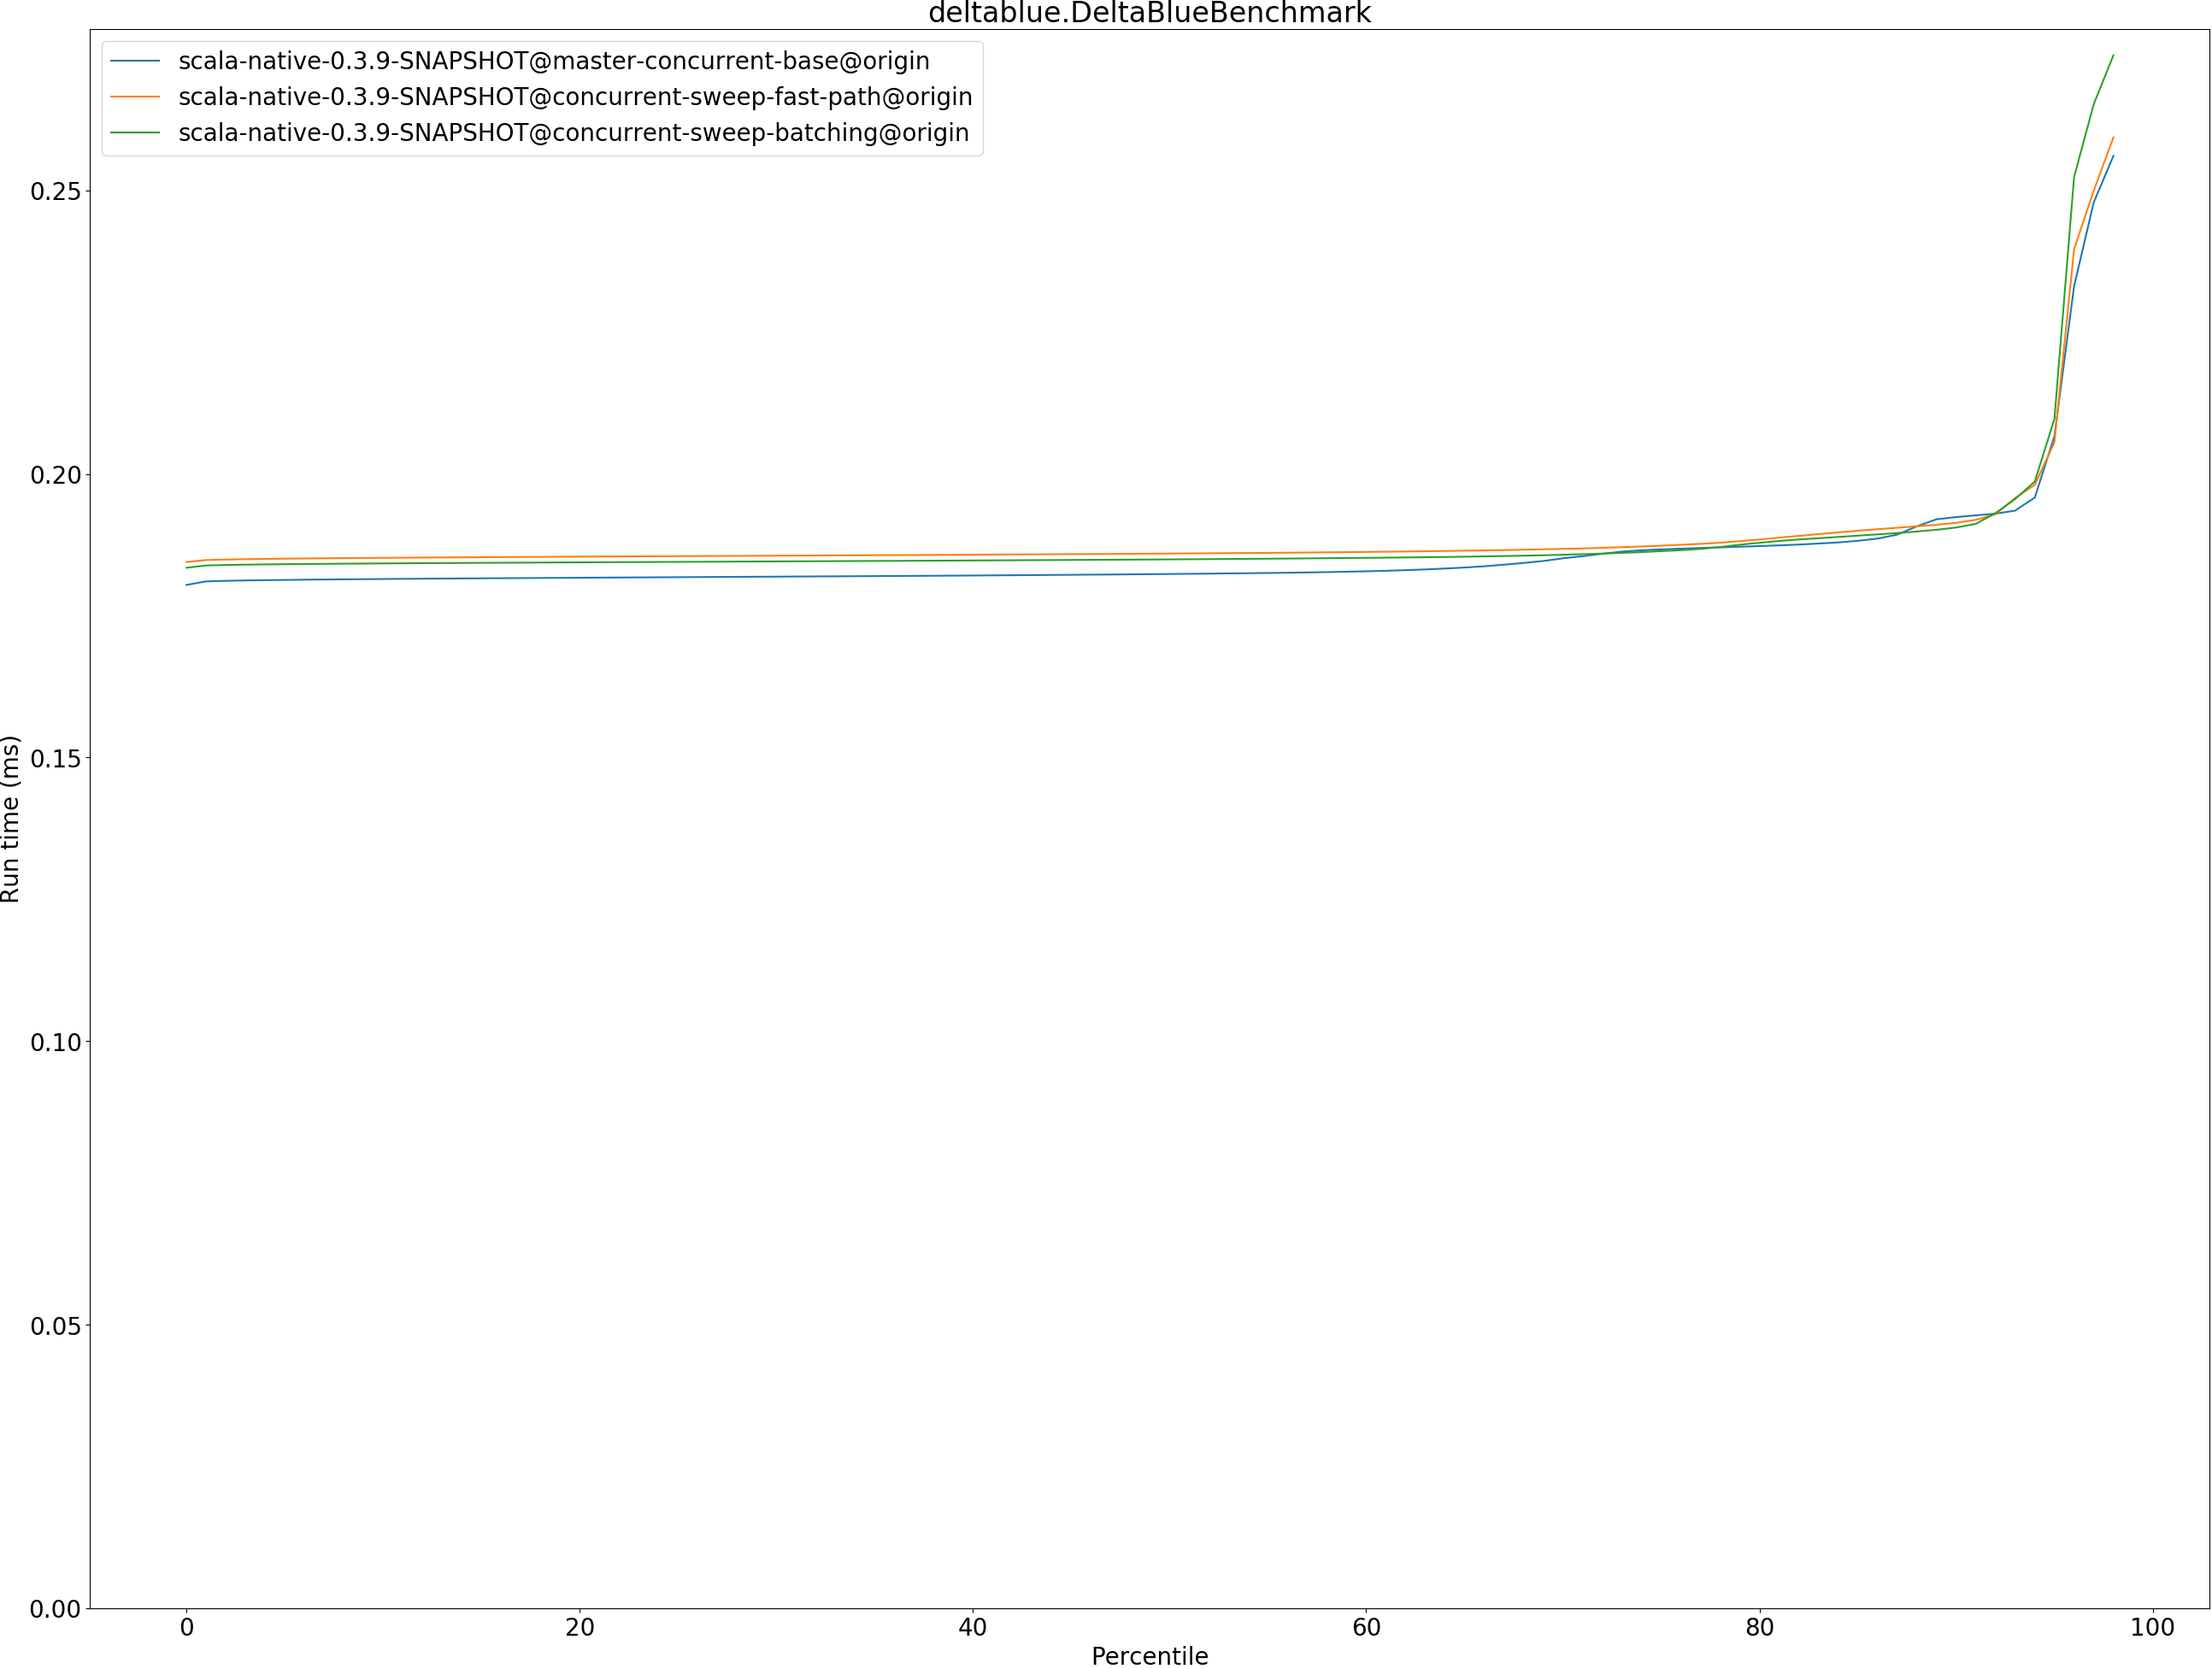 deltablue.DeltaBlueBenchmark
scala-native-0.3.9-SNAPSHOT@master-concurrent-base@origin
scala-native-0.3.9-SNAPSHOT@concurrent-sweep-fast-path@origin
scala-native-0.3.9-SNAPSHOT@concurrent-sweep-batching@origin
0.25
0.20
0.15
0.10
0.05
0.00
Run time (ms)
0 20 40 60 80 100
Percentile